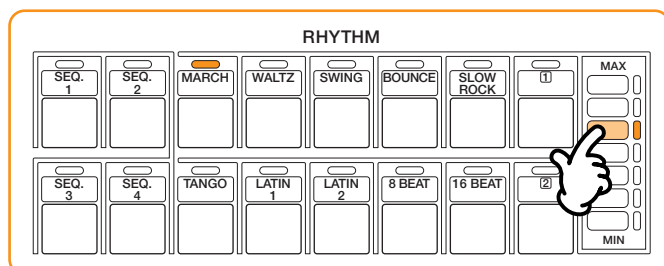 RHYTHM
SEQ.
1
SEQ.
2
MARCH
WALTZ
SWING
BOUNCE
SLOW
ROCK
1
MAX
SEQ.
3
SEQ.
4
TANGO
LATIN
1
LATIN
2
8 BEAT
16 BEAT
2
MIN